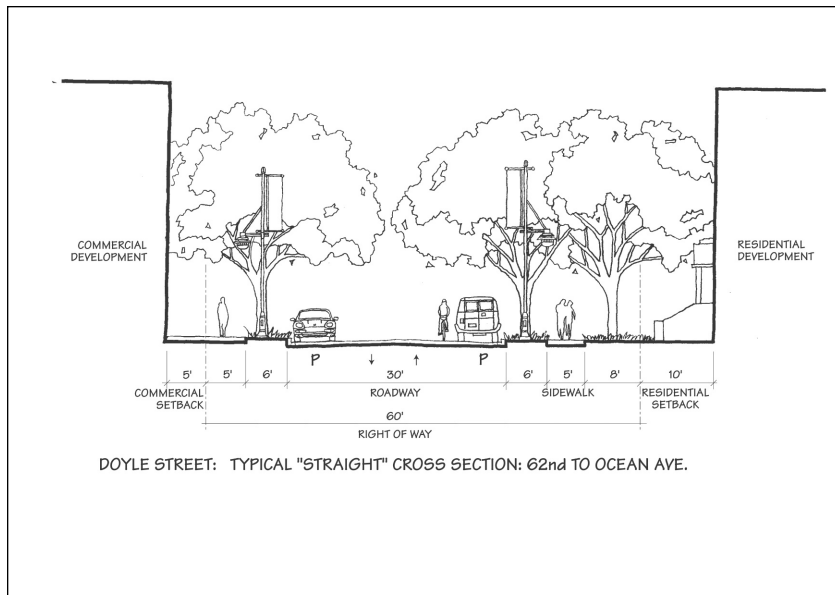 COMMERCIAL
DEVELOPMENT
RESIDENTIAL
DEVELOPMENT
P
P
5'
5'
6'
30'
6'
5'
8'
10'
COMMERCIAL
SETBACK
ROADWAY
SIDEWALK
RESIDENTIAL
SETBACK
60'
RIGHT OF WAY
DOYLE STREET: TYPICAL "STRAIGHT" CROSS SECTION: 62nd TO OCEAN AVE.